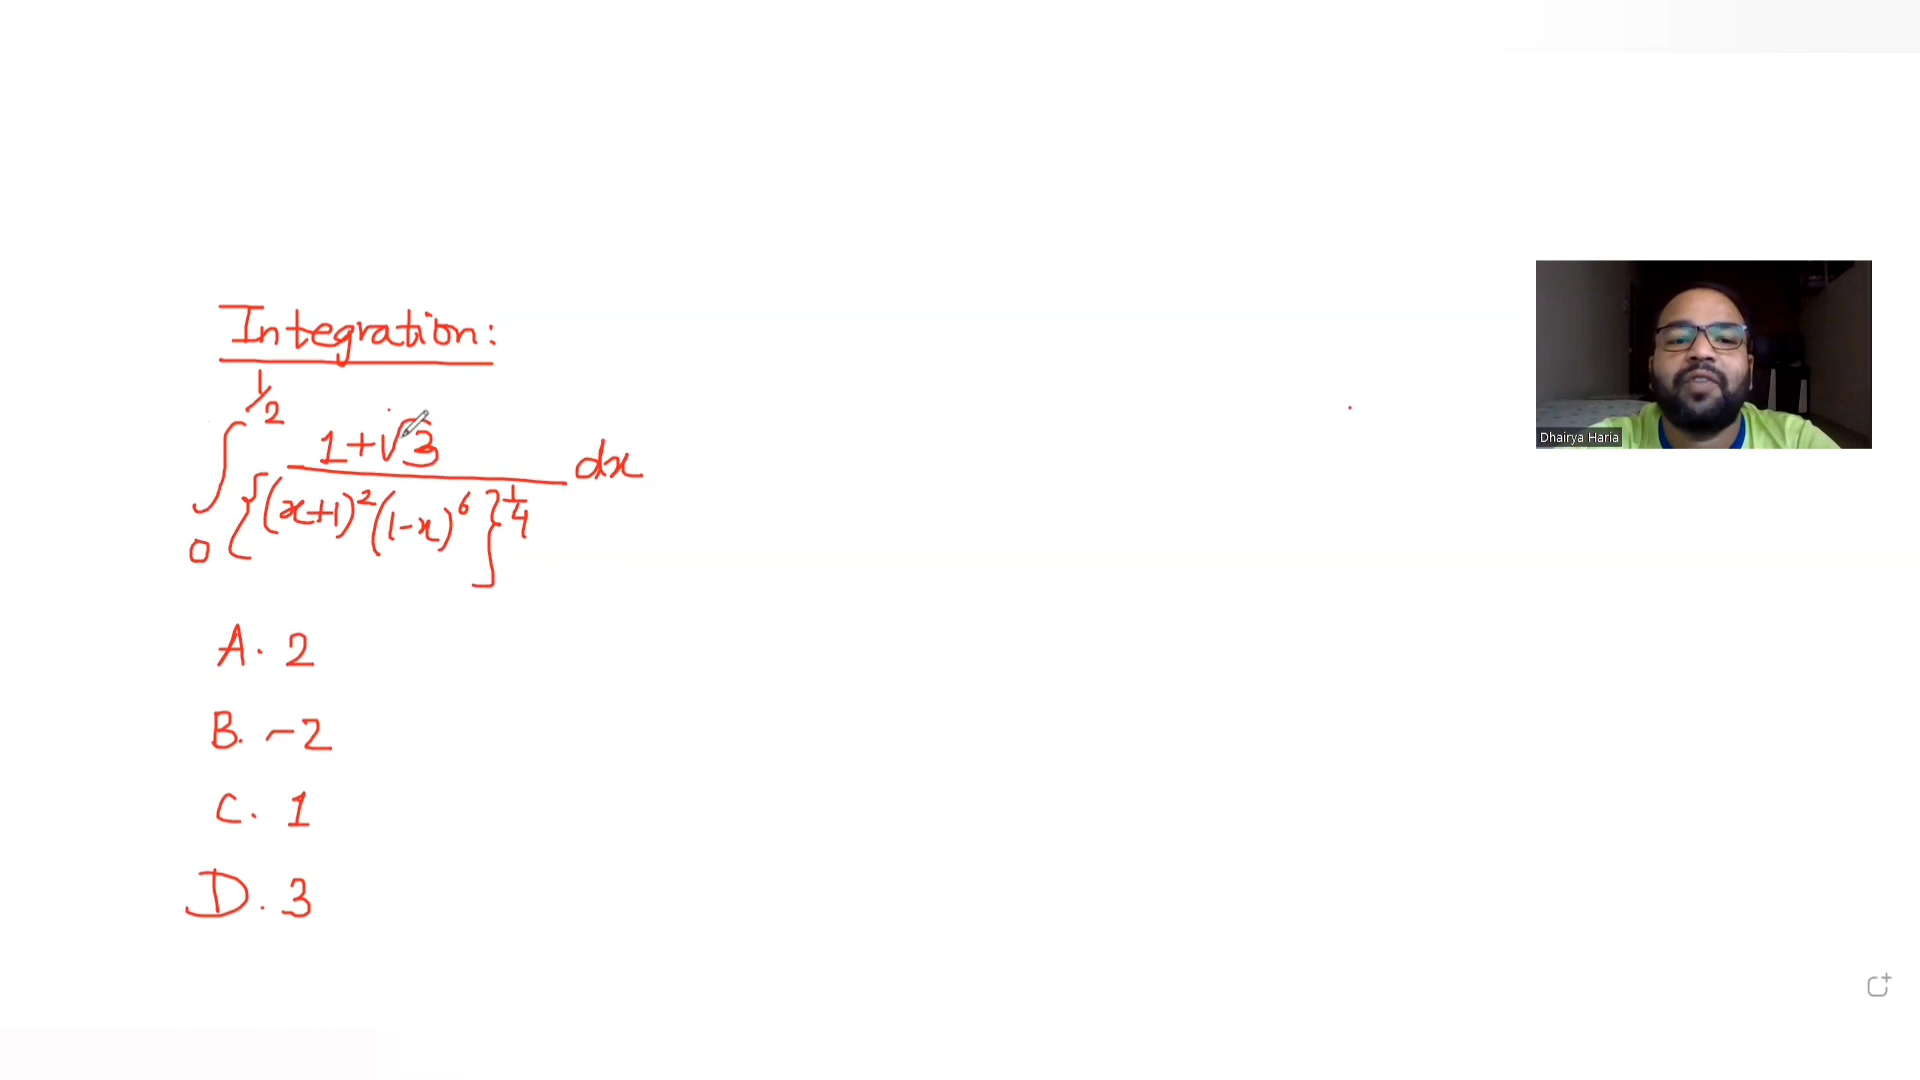 Integration:
∫₀^{1/2} \frac{1+√3}{{(x+1)²(1-x)⁶}^{1/4}} dx
A. 2
B. -2
C. 1
D. 3
Dhairya Haria